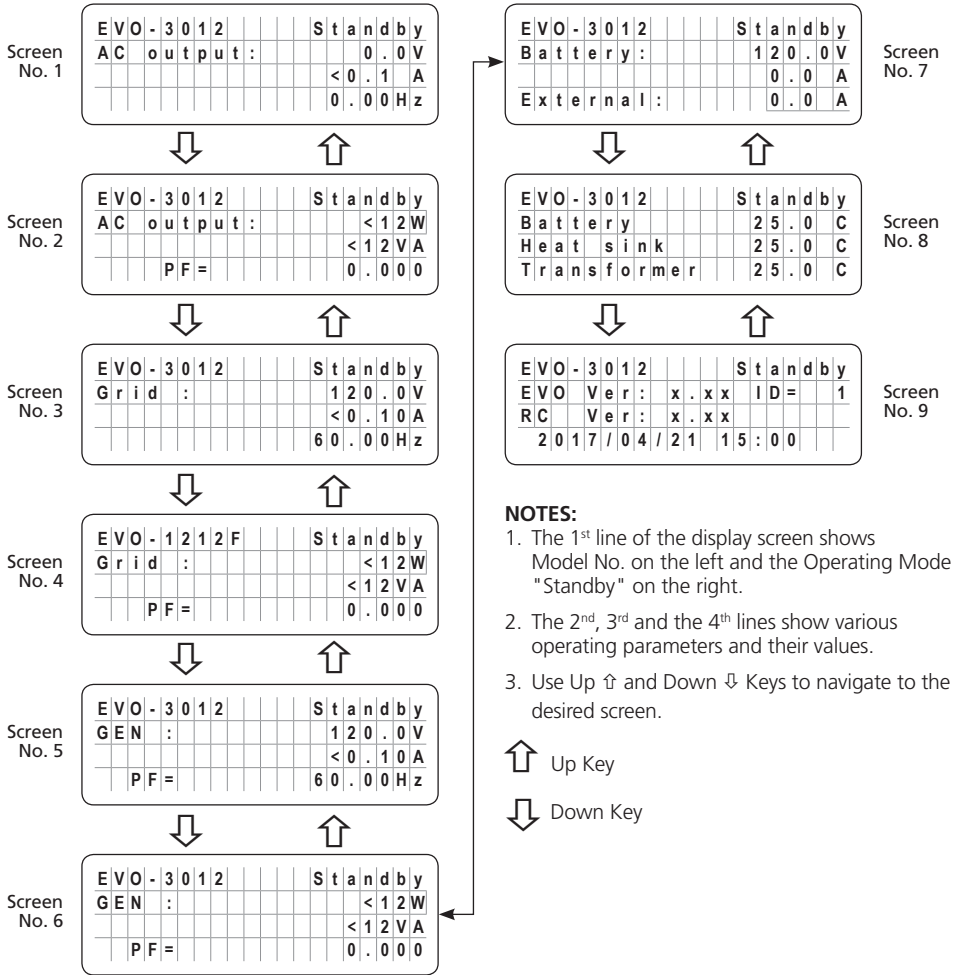 Screen
No. 1
EVO-3012 Standby
AC output: 0.0V
<0.1 A
0.00Hz
Screen
No. 2
EVO-3012 Standby
AC output: <12W
<12VA
PF= 0.000
Screen
No. 3
EVO-3012 Standby
Grid : 120.0V
<0.10A
60.00Hz
Screen
No. 4
EVO-1212F Standby
Grid : <12W
<12VA
PF= 0.000
Screen
No. 5
EVO-3012 Standby
GEN : 120.0V
<0.10A
PF= 60.00Hz
Screen
No. 6
EVO-3012 Standby
GEN : <12W
<12VA
PF= 0.000
Screen
No. 7
EVO-3012 Standby
Battery: 120.0V
0.0 A
External: 0.0 A
Screen
No. 8
EVO-3012 Standby
Battery 25.0 C
Heat sink 25.0 C
Transformer 25.0 C
Screen
No. 9
EVO-3012 Standby
EVO Ver: x.xx ID= 1
RC Ver: x.xx
2017/04/21 15:00
NOTES:
1. The 1st line of the display screen shows
Model No. on the left and the Operating Mode
"Standby" on the right.
2. The 2nd, 3rd and the 4th lines show various
operating parameters and their values.
3. Use Up ⇧ and Down ⇩ Keys to navigate to the
desired screen.
⇧ Up Key
⇩ Down Key